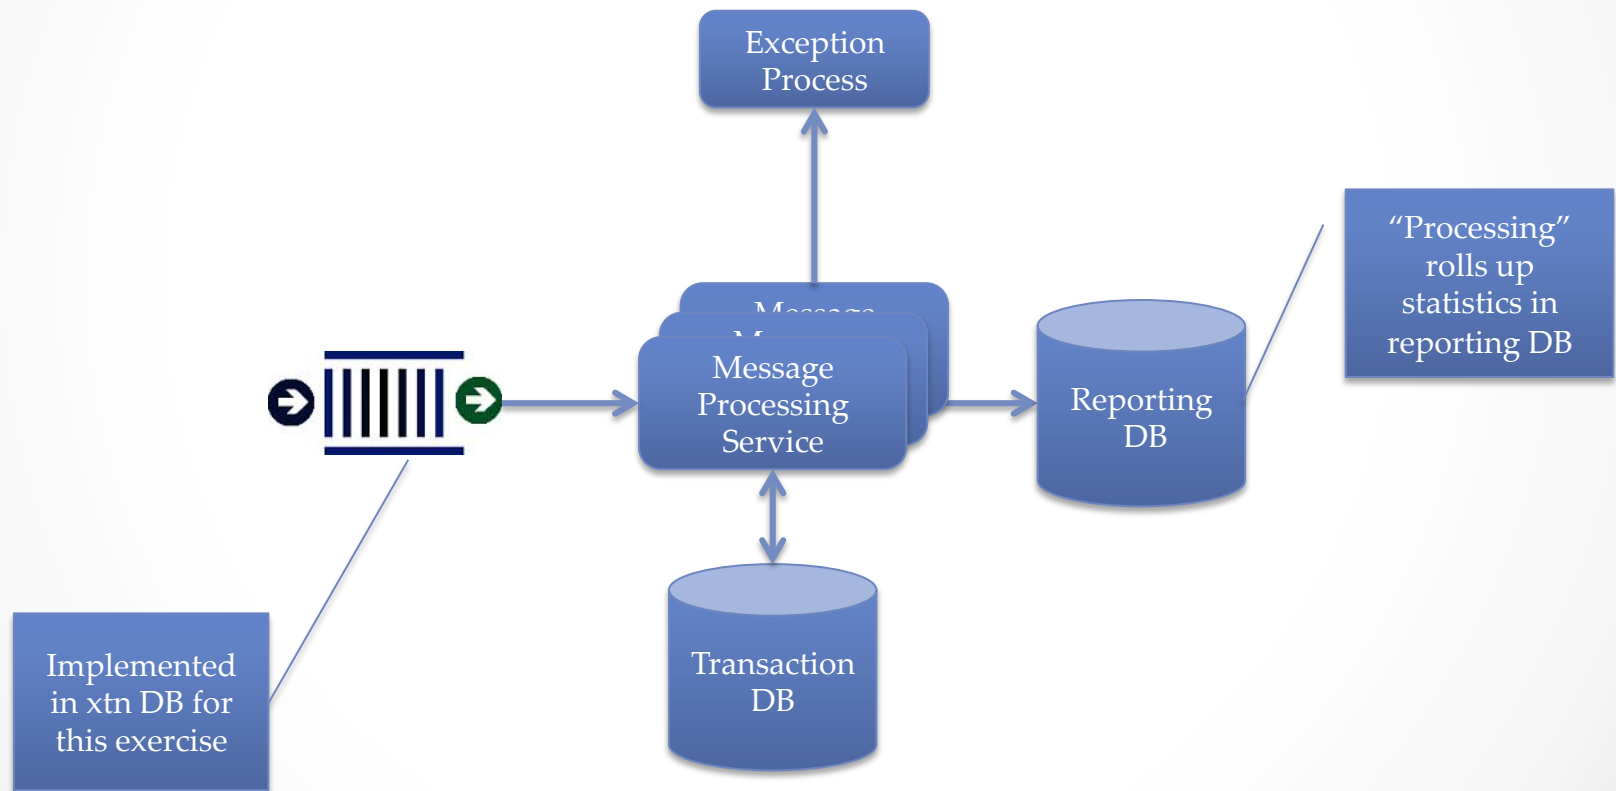 Exception
Process
“Processing”
rolls up
statistics in
reporting DB
Message
Message
Processing
Service
Reporting
DB
Transaction
DB
Implemented
in xtn DB for
this exercise